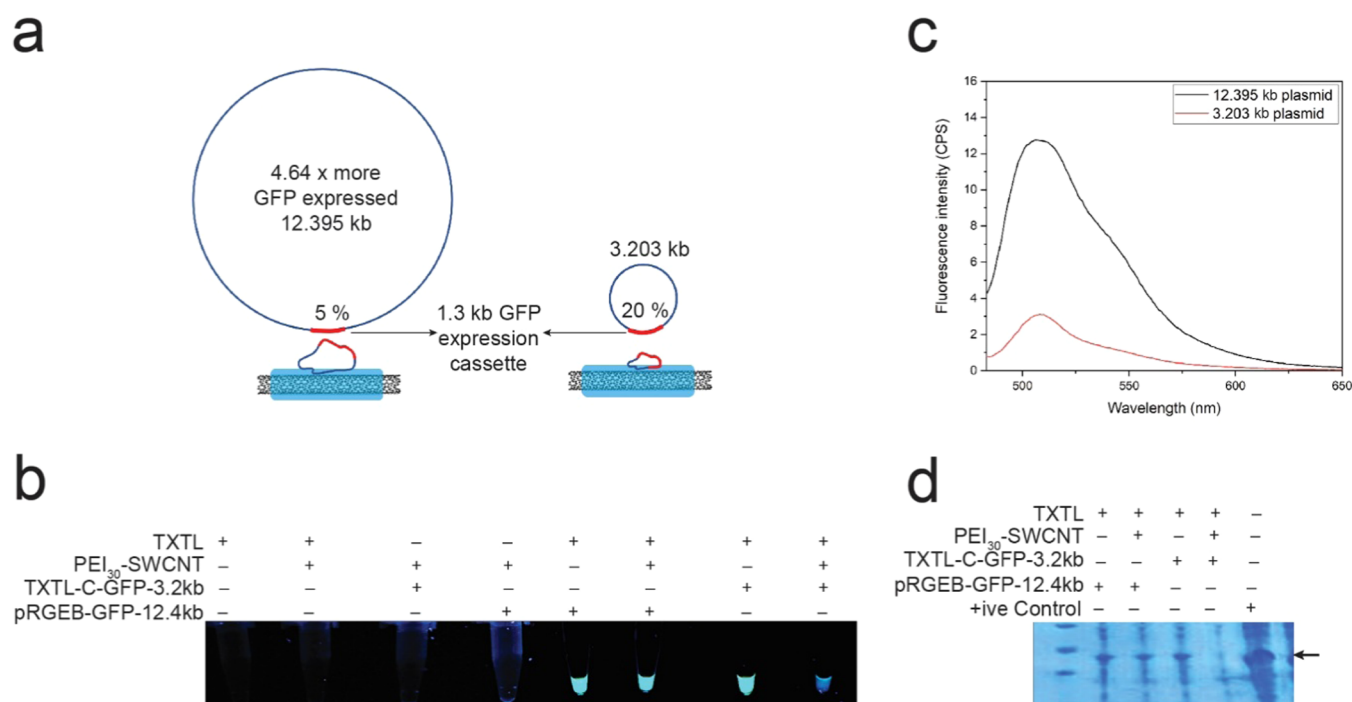 a
4.64 x more
GFP expressed
12.395 kb
5 %
3.203 kb
20 %
1.3 kb GFP
expression
cassette
c
16
14
12
10
8
6
4
2
0
Fluorescence intensity (CPS)
12.395 kb plasmid
3.203 kb plasmid
500 550 600 650
Wavelength (nm)
b
TXTL + + – – + + + +
PEI30-SWCNT – + + + – + – +
TXTL-C-GFP-3.2kb – – + – – – + +
pRGEB-GFP-12.4kb – – – + + + – –
d
TXTL + + + + –
PEI30-SWCNT – + – + –
TXTL-C-GFP-3.2kb – – + + –
pRGEB-GFP-12.4kb + + – – –
+ive Control – – – – +